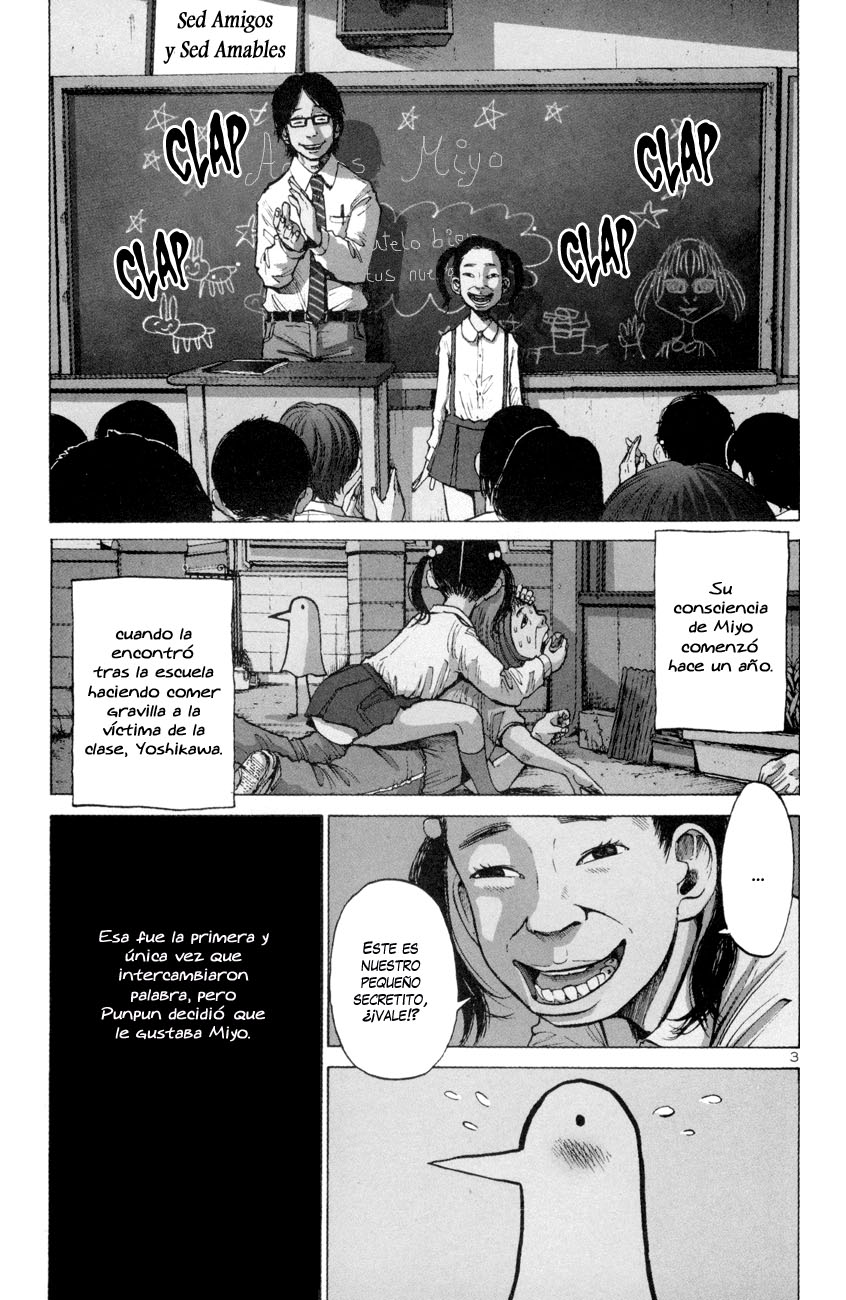 Sed Amigos
y Sed Amables
CLAP
CLAP
CLAP
CLAP
Miyo
bien
tus
Su
consciencia
de Miyo
comenzó
hace un año.
cuando la
encontró
tras la escuela
haciendo comer
gravilla a la
víctima de la
clase, Yoshikawa.
...
Este es
nuestro
pequeño
secretito,
¿¡vale!?
3
Esa fue la primera y
única vez que
intercambiaron
palabra, pero
Punpun decidió que
le gustaba Miyo.